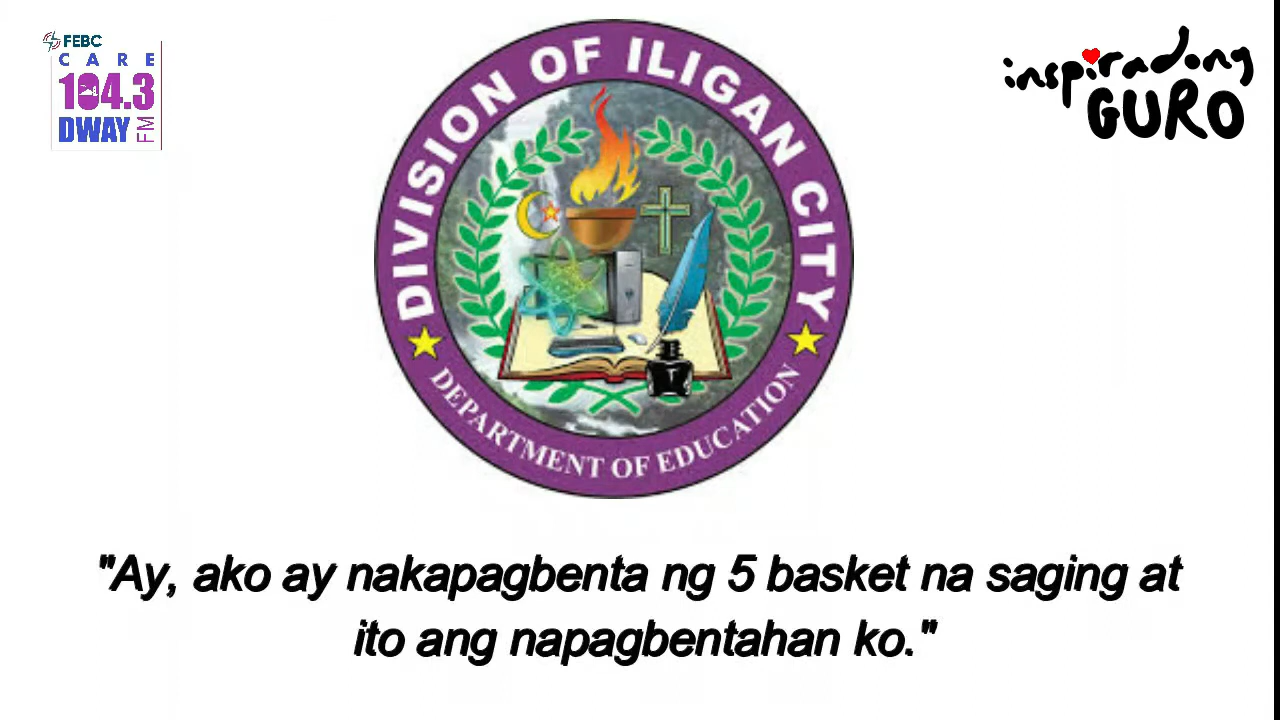 FEBC
CARE
104.3
DWAY FM
inspiradong
GURO
DIVISION OF ILIGAN CITY
DEPARTMENT OF EDUCATION
"Ay, ako ay nakapagbenta ng 5 basket na saging at
ito ang napagbentahan ko."